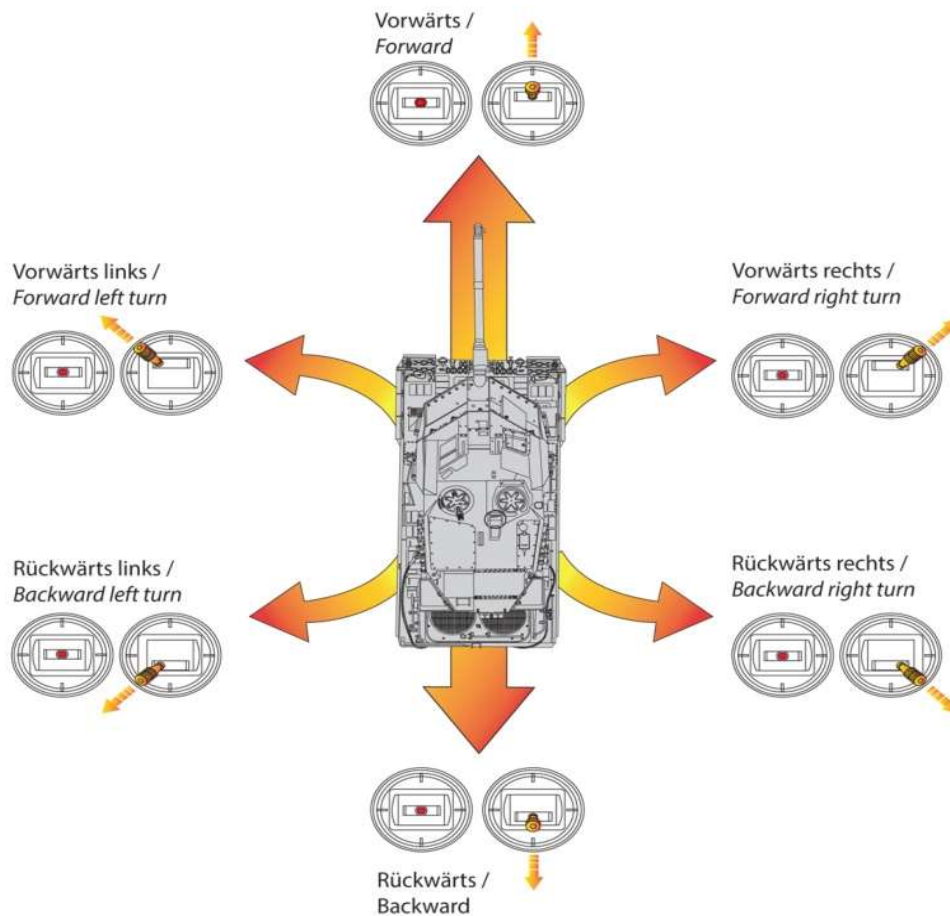 Vorwärts /
Forward
Vorwärts links /
Forward left turn
Vorwärts rechts /
Forward right turn
Rückwärts links /
Backward left turn
Rückwärts rechts /
Backward right turn
Rückwärts /
Backward